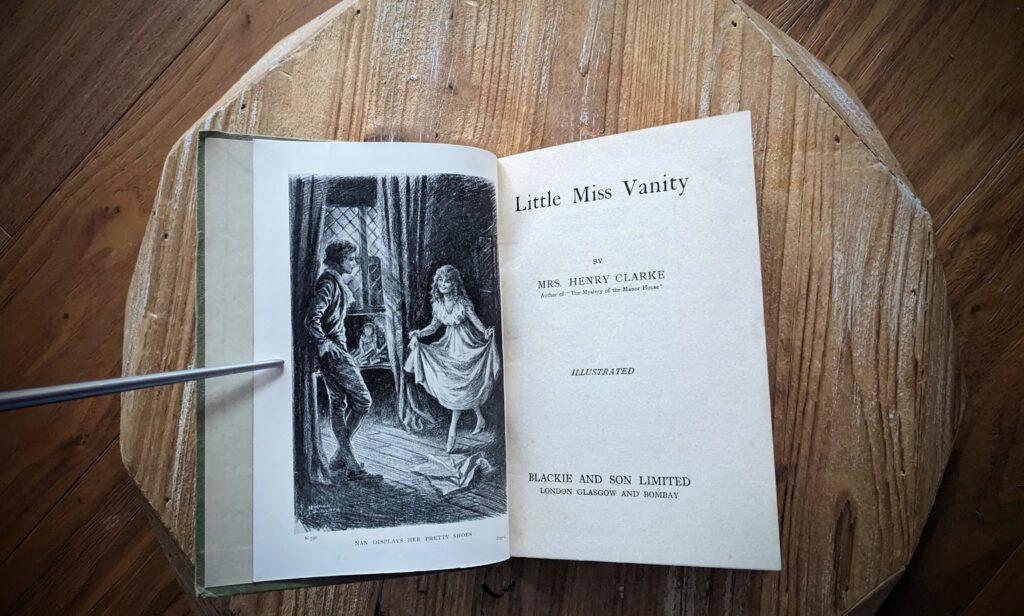 N 790
NAN DISPLAYS HER PRETTY SHOES
Little Miss Vanity
BY
MRS. HENRY CLARKE
Author of "The Mystery of the Manor House"
ILLUSTRATED
BLACKIE AND SON LIMITED
LONDON GLASGOW AND BOMBAY